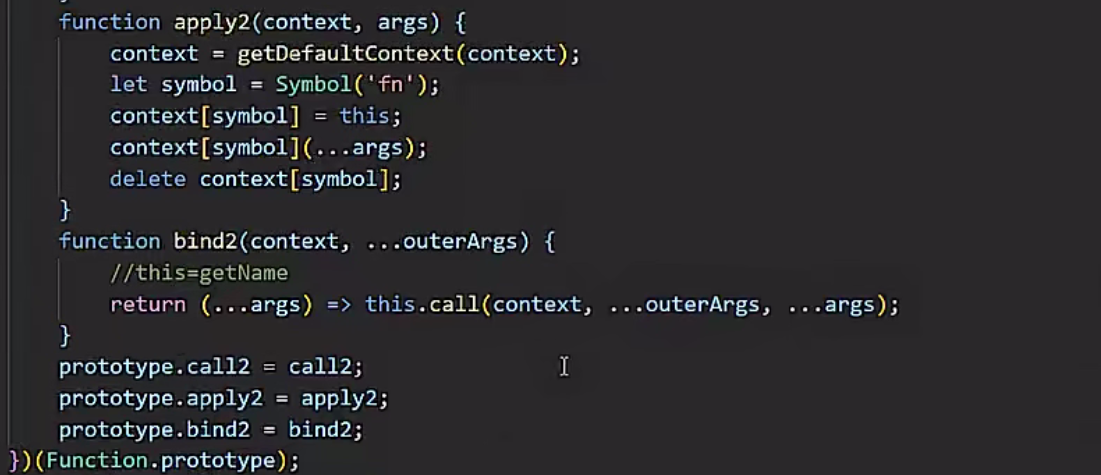 function apply2(context, args) {
context = getDefaultContext(context);
let symbol = Symbol('fn');
context[symbol] = this;
context[symbol](...args);
delete context[symbol];
}
function bind2(context, ...outerArgs) {
//this=getName
return (...args) => this.call(context, ...outerArgs, ...args);
}
prototype.call2 = call2;
prototype.apply2 = apply2;
prototype.bind2 = bind2;
})(Function.prototype);